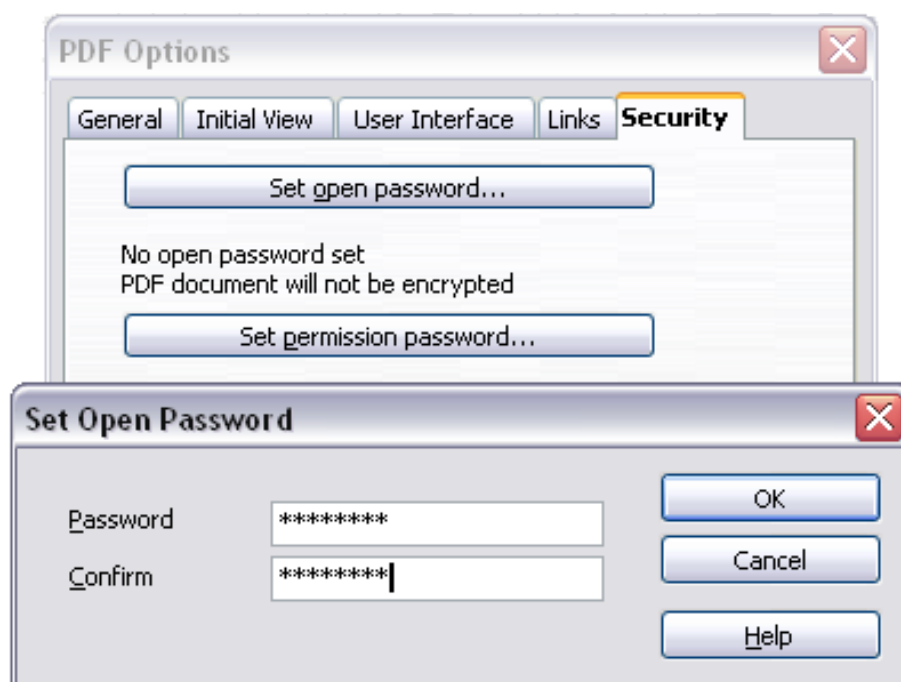 PDF Options
General Initial View User Interface Links Security
Set open password...
No open password set
PDF document will not be encrypted
Set permission password...
Set Open Password
Password ********
OK
Confirm ********
Cancel
Help